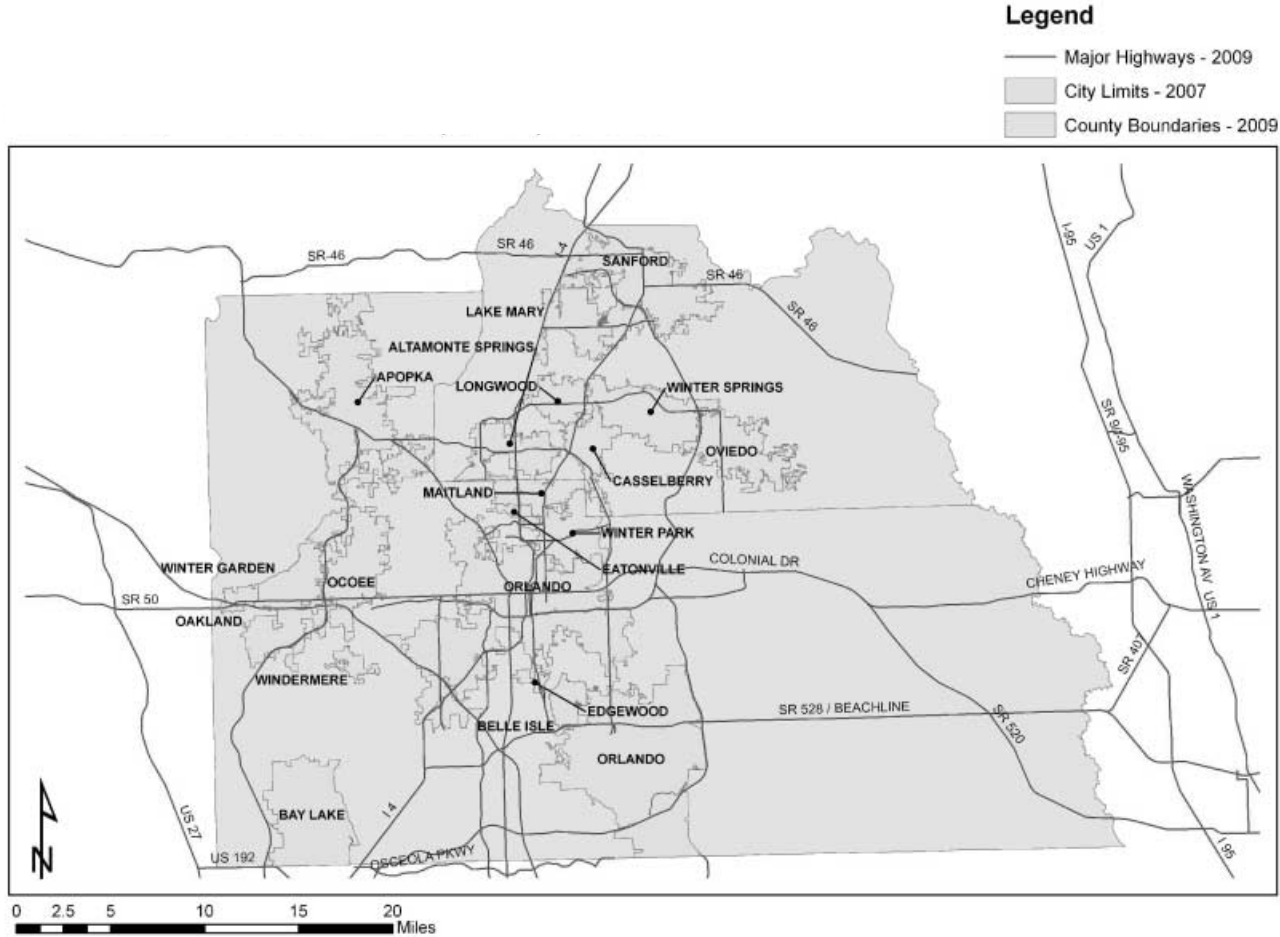 Legend
Major Highways - 2009
City Limits - 2007
County Boundaries - 2009
I-95
US 1
SR 46
I-4
SR-46
SANFORD
SR-46
LAKE MARY
SR 46
ALTAMONTE SPRINGS
APOPKA
LONGWOOD
WINTER SPRINGS
SR 9/I-95
OVIEDO
CASSELBERRY
MAITLAND
WASHINGTON AV US 1
WINTER PARK
COLONIAL DR
WINTER GARDEN
EATONVILLE
CHENEY HIGHWAY
OCOEE
ORLANDO
SR 50
OAKLAND
SR 407
WINDERMERE
EDGEWOOD
SR 528 / BEACHLINE
BELLE ISLE
SR 520
ORLANDO
US 27
I 4
BAY LAKE
I 95
US 192
OSCEOLA PKWY
N
0 2.5 5 10 15 20
Miles